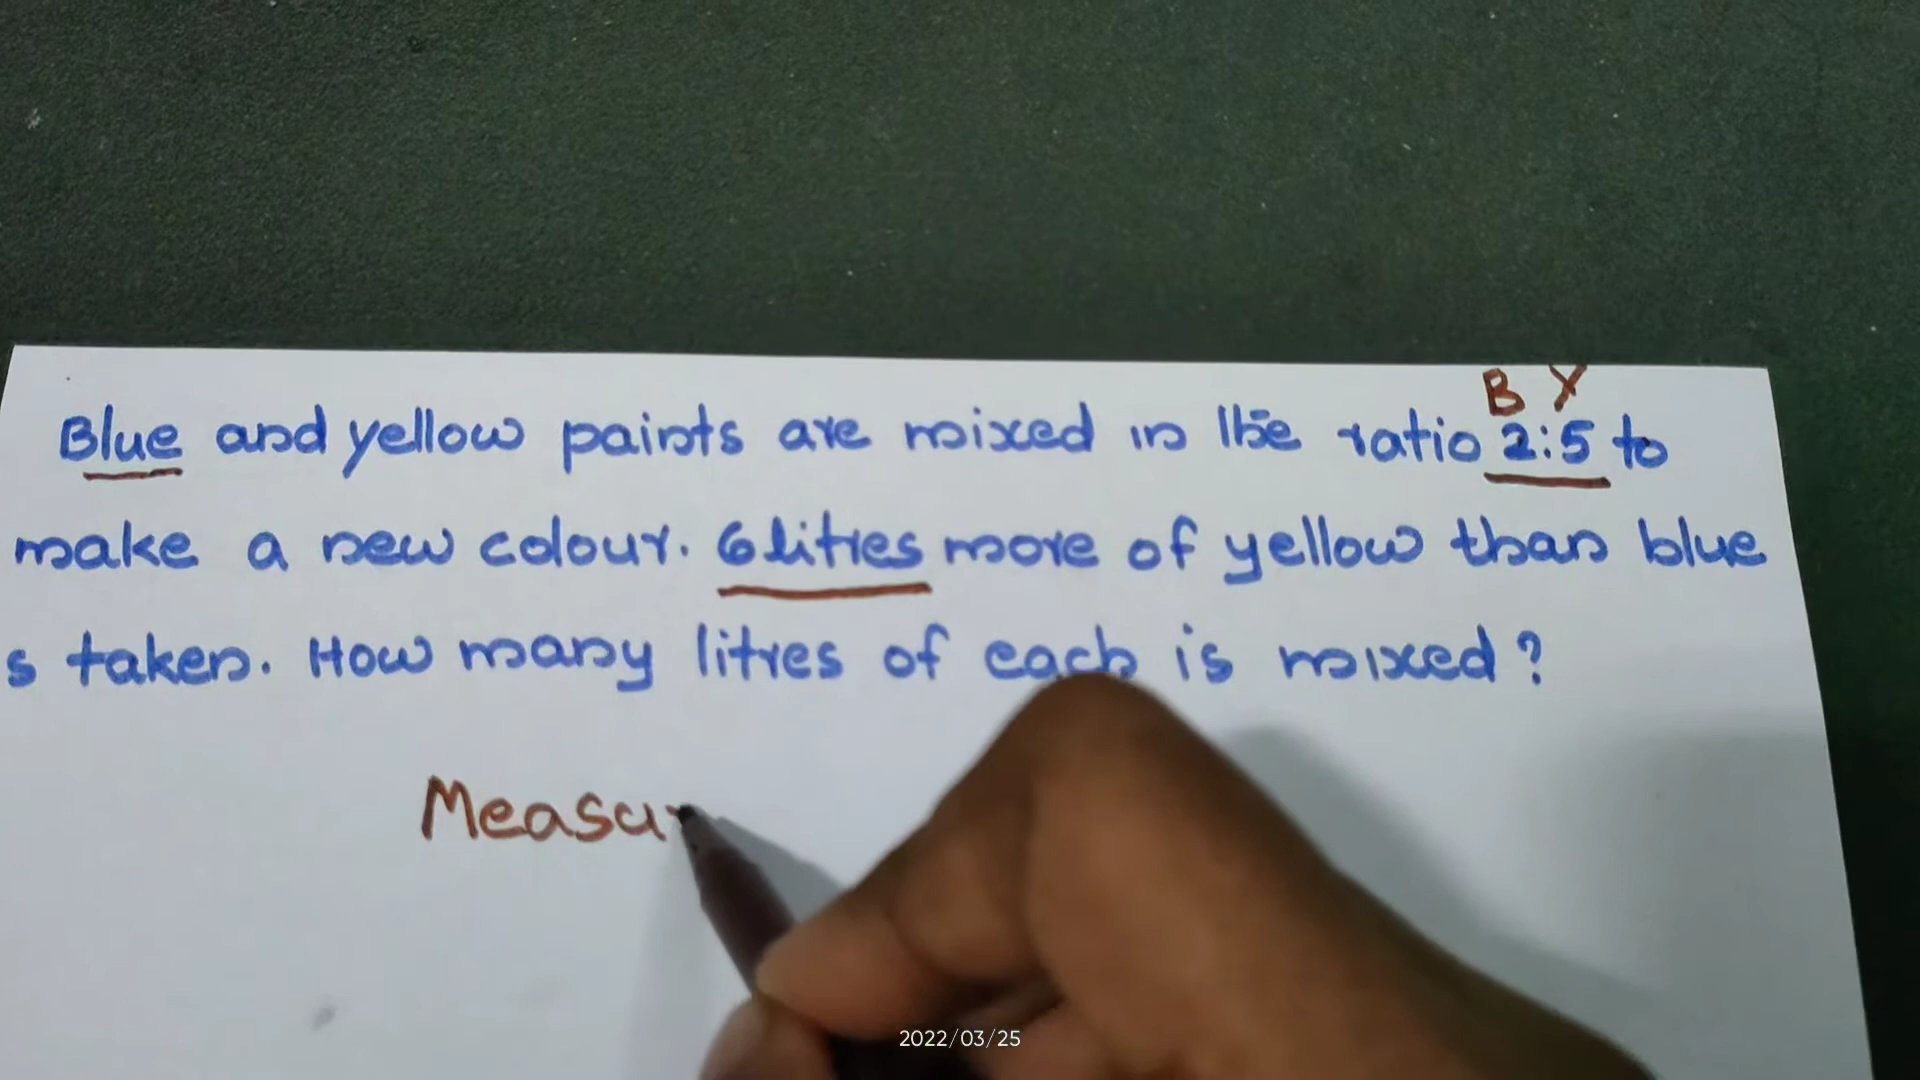 B Y
Blue and yellow paints are mixed in the ratio 2:5 to
make a new colour. 6 litres more of yellow than blue
s taken. How many litres of each is mixed?
Measur
2022/03/25